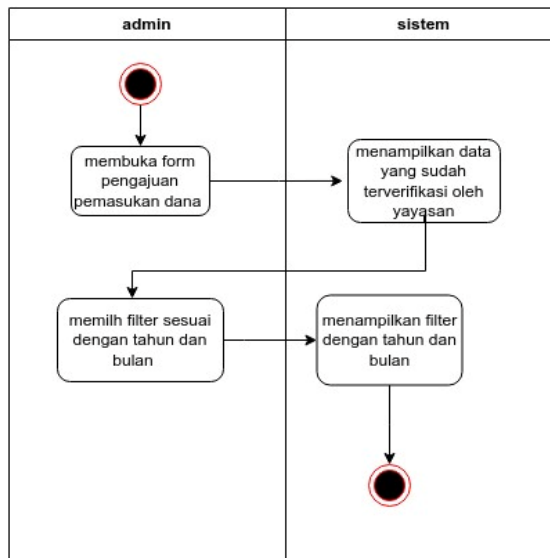 admin
sistem
membuka form
pengajuan
pemasukan dana
menampilkan data
yang sudah
terverifikasi oleh
yayasan
memilh filter sesuai
dengan tahun dan
bulan
menampilkan filter
dengan tahun dan
bulan